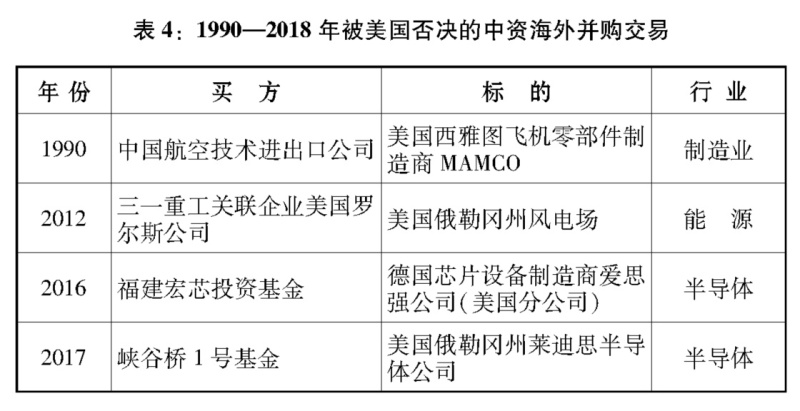 表 4：1990—2018 年被美国否决的中资海外并购交易
年 份 买 方 标 的 行 业
1990 中国航空技术进出口公司 美国西雅图飞机零部件制造商 MAMCO 制造业
2012 三一重工关联企业美国罗尔斯公司 美国俄勒冈州风电场 能 源
2016 福建宏芯投资基金 德国芯片设备制造商爱思强公司(美国分公司) 半导体
2017 峡谷桥 1 号基金 美国俄勒冈州莱迪思半导体公司 半导体